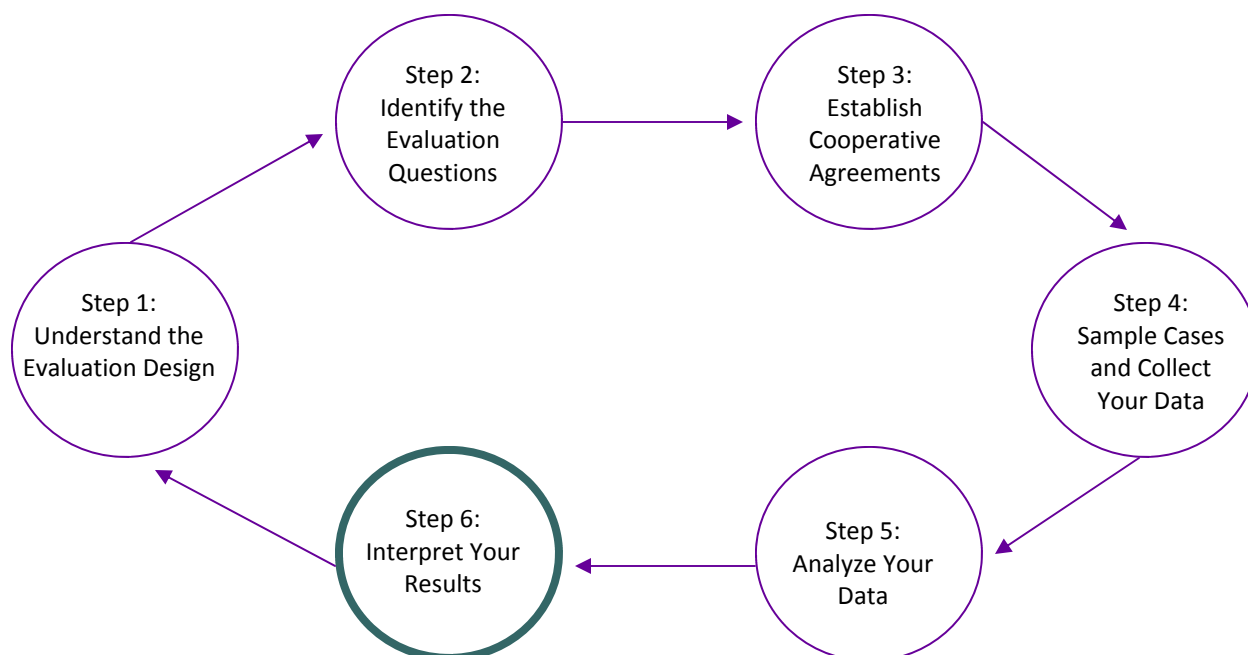 Step 1:
Understand the
Evaluation Design
Step 2:
Identify the
Evaluation
Questions
Step 3:
Establish
Cooperative
Agreements
Step 4:
Sample Cases
and Collect
Your Data
Step 5:
Analyze Your
Data
Step 6:
Interpret Your
Results